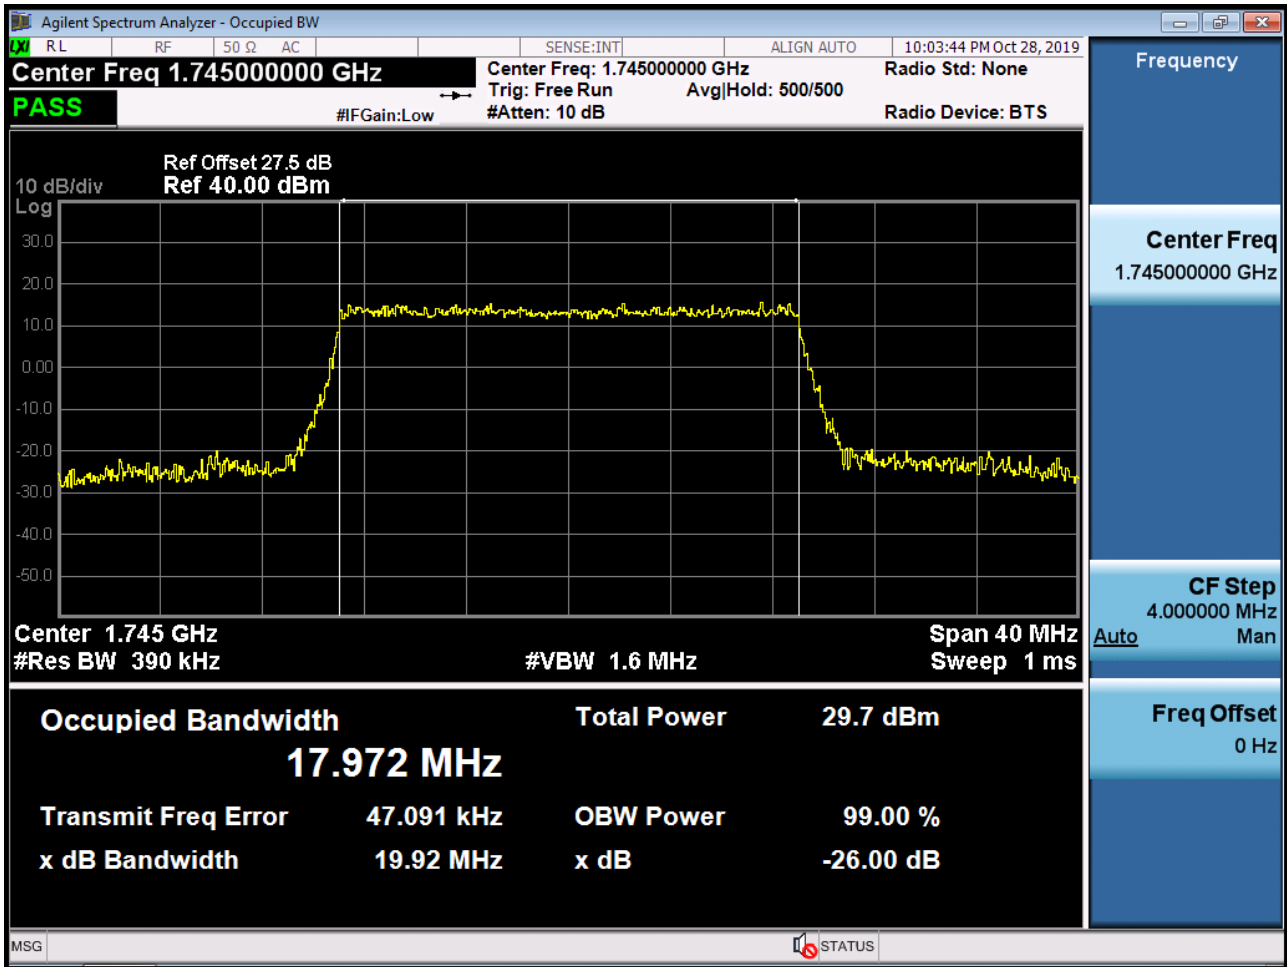 Agilent Spectrum Analyzer - Occupied BW
LXI RL RF 50 Ω AC SENSE:INT ALIGN AUTO 10:03:44 PM Oct 28, 2019
Center Freq 1.745000000 GHz
Center Freq: 1.745000000 GHz
Radio Std: None
Trig: Free Run Avg|Hold: 500/500
PASS
#IFGain:Low
#Atten: 10 dB
Radio Device: BTS
Ref Offset 27.5 dB
10 dB/div Ref 40.00 dBm
Log
30.0
20.0
10.0
0.00
-10.0
-20.0
-30.0
-40.0
-50.0
Center 1.745 GHz Span 40 MHz
#Res BW 390 kHz #VBW 1.6 MHz Sweep 1 ms
Occupied Bandwidth Total Power 29.7 dBm
17.972 MHz
Transmit Freq Error 47.091 kHz OBW Power 99.00 %
x dB Bandwidth 19.92 MHz x dB -26.00 dB
Frequency
Center Freq
1.745000000 GHz
CF Step
4.000000 MHz
Auto Man
Freq Offset
0 Hz
MSG STATUS